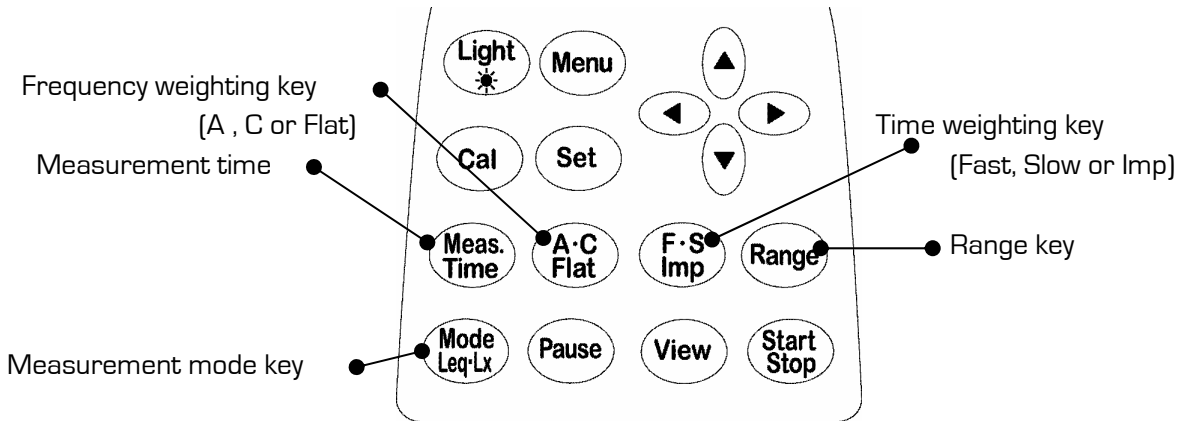 Light
Menu
Frequency weighting key
(A , C or Flat)
Time weighting key
(Fast, Slow or Imp)
Measurement time
Cal
Set
Meas.
Time
A·C
Flat
F·S
Imp
Range
Range key
Mode
Leq·Lx
Pause
View
Start
Stop
Measurement mode key